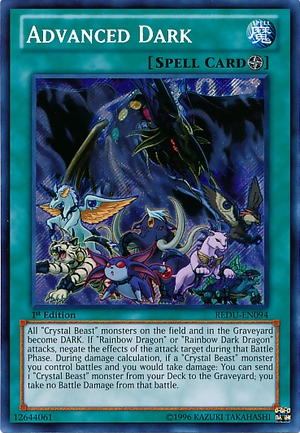 ADVANCED DARK
魔
[SPELL CARD]
1st Edition
REDU-EN094
All "Crystal Beast" monsters on the field and in the Graveyard
become DARK. If "Rainbow Dragon" or "Rainbow Dark Dragon"
attacks, negate the effects of the attack target during that Battle
Phase. During damage calculation, if a "Crystal Beast" monster
you control battles and you would take damage: You can send
1 "Crystal Beast" monster from your Deck to the Graveyard; you
take no Battle Damage from that battle.
12644061
©1996 KAZUKI TAKAHASHI